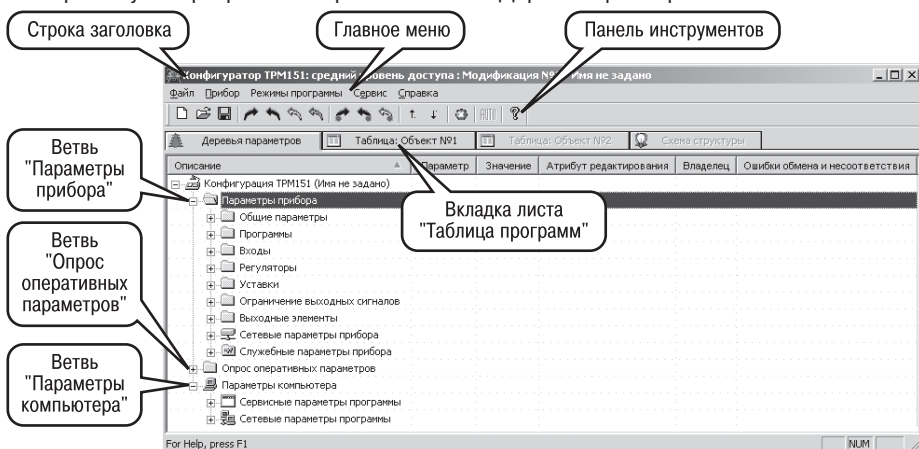 Строка заголовка
Главное меню
Панель инструментов
Конфигуратор ТРМ151: средний уровень доступа : Модификация Имя не задано
Файл Прибор Режимы программы Сервис Справка
AUTO
Деревья параметров Таблица: Объект №1 Таблица: Объект №2 Схема структуры
Описание Параметр Значение Атрибут редактирования Владелец Ошибки обмена и несоответствия
Конфигурация ТРМ151 (Имя не задано)
Параметры прибора
Общие параметры
Программы
Входы
Регуляторы
Уставки
Ограничение выходных сигналов
Выходные элементы
Сетевые параметры прибора
Служебные параметры прибора
Опрос оперативных параметров
Параметры компьютера
Сервисные параметры программы
Сетевые параметры программы
For Help, press F1
NUM
Ветвь
"Параметры
прибора"
Вкладка листа
"Таблица программ"
Ветвь
"Опрос
оперативных
параметров"
Ветвь
"Параметры
компьютера"